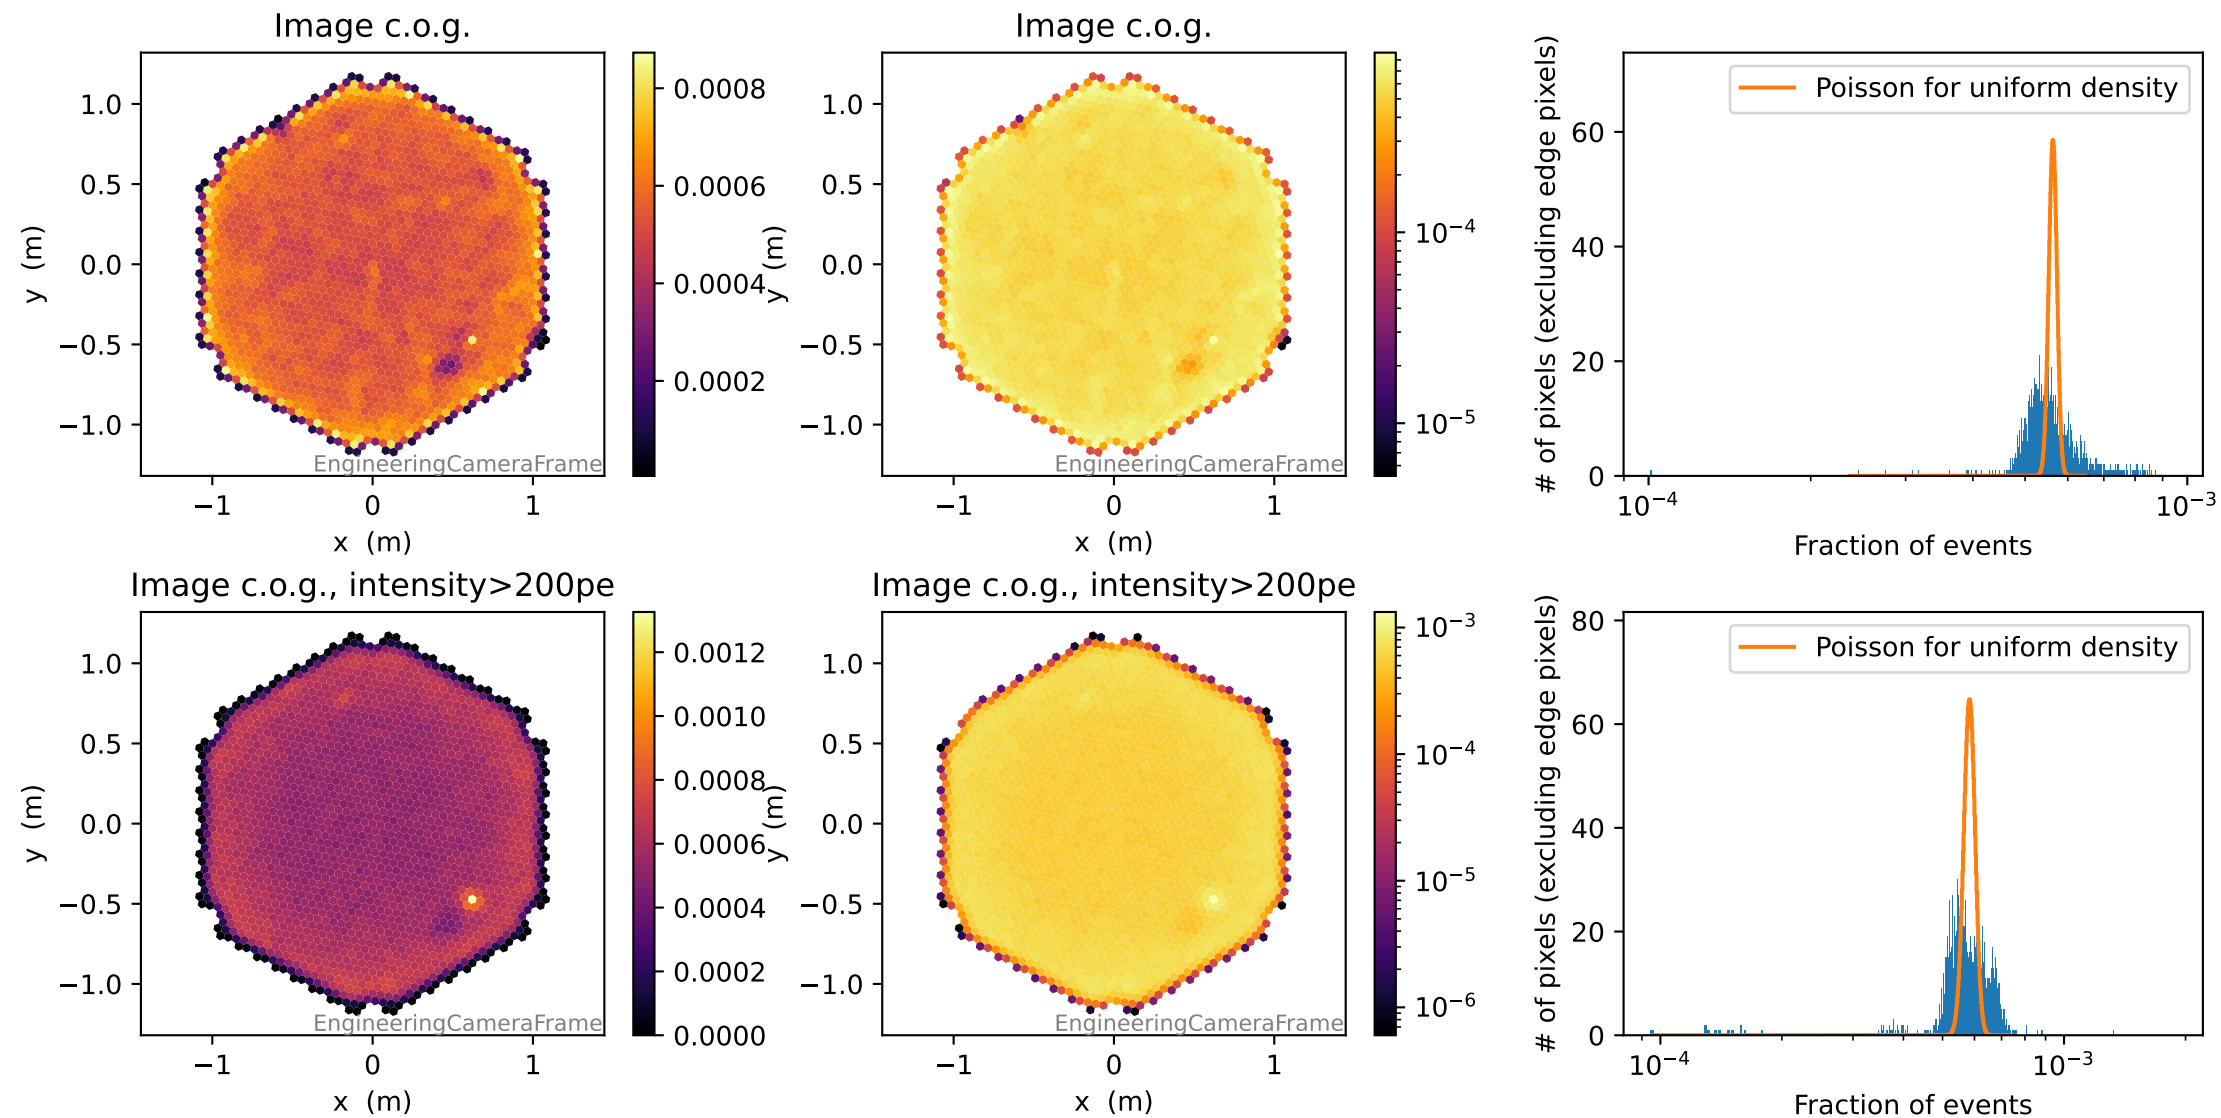 Image c.o.g.
1.0
0.5
0.0
−0.5
−1.0
y (m)
−1 0 1
x (m)
EngineeringCameraFrame
0.0008
0.0006
0.0004
0.0002
Image c.o.g.
y (m)
1.0
0.5
0.0
−0.5
−1.0
−1 0 1
x (m)
EngineeringCameraFrame
10⁻⁴
10⁻⁵
# of pixels (excluding edge pixels)
60
40
20
0
Poisson for uniform density
10⁻⁴ 10⁻³
Fraction of events
Image c.o.g., intensity>200pe
1.0
0.5
0.0
−0.5
−1.0
y (m)
−1 0 1
x (m)
EngineeringCameraFrame
0.0012
0.0010
0.0008
0.0006
0.0004
0.0002
0.0000
Image c.o.g., intensity>200pe
y (m)
1.0
0.5
0.0
−0.5
−1.0
−1 0 1
x (m)
EngineeringCameraFrame
10⁻³
10⁻⁴
10⁻⁵
10⁻⁶
# of pixels (excluding edge pixels)
80
60
40
20
0
Poisson for uniform density
10⁻⁴ 10⁻³
Fraction of events